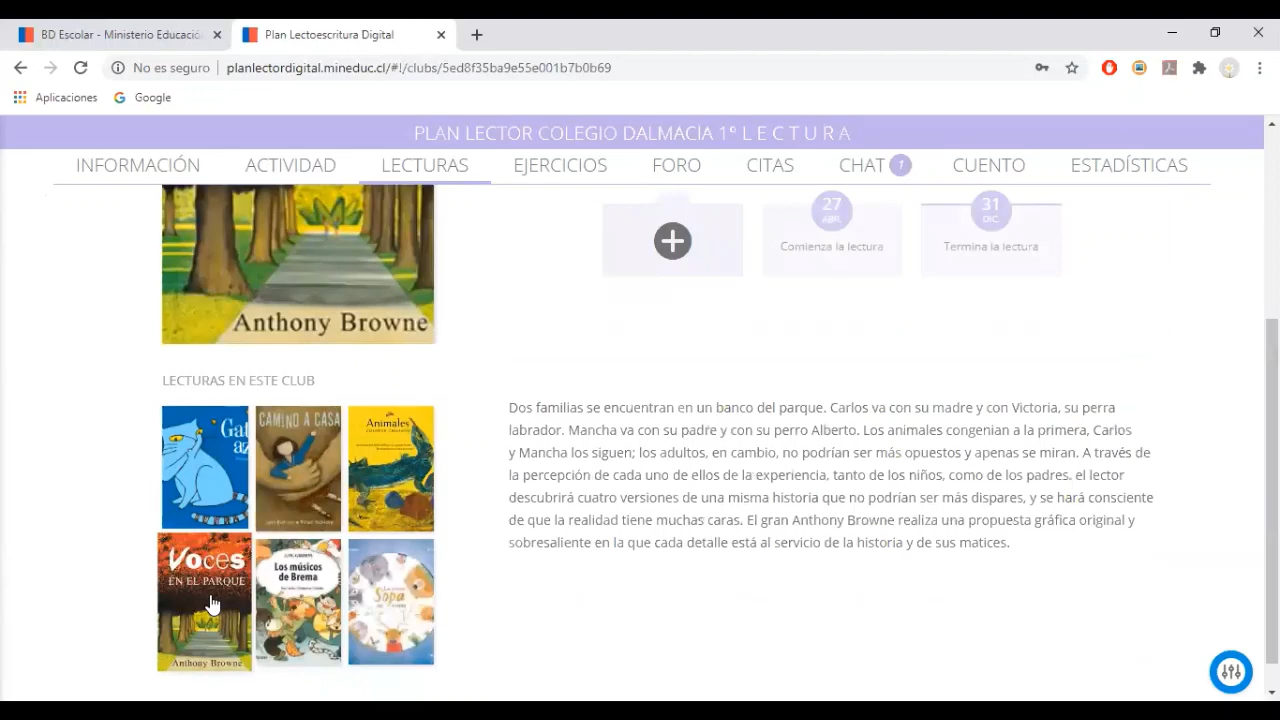 BD Escolar - Ministerio Educació
Plan Lectoescritura Digital
No es seguro
planlectordigital.mineduc.cl/#!/clubs/5ed8f35ba9e55e001b7b0b69
Aplicaciones
Google
PLAN LECTOR COLEGIO DALMACIA 1° L E C T U R A
INFORMACIÓN
ACTIVIDAD
LECTURAS
EJERCICIOS
FORO
CITAS
CHAT 1
CUENTO
ESTADÍSTICAS
27
ABR.
Comienza la lectura
31
DIC.
Termina la lectura
Anthony Browne
LECTURAS EN ESTE CLUB
Gat
az
CAMINO A CASA
Animales
Voces
EN EL PARQUE
Anthony Browne
Los músicos
de Brema
Sopa
Dos familias se encuentran en un banco del parque. Carlos va con su madre y con Victoria, su perra
labrador. Mancha va con su padre y con su perro Alberto. Los animales congenian a la primera, Carlos
y Mancha los siguen; los adultos, en cambio, no podrían ser más opuestos y apenas se miran. A través de
la percepción de cada uno de ellos de la experiencia, tanto de los niños, como de los padres. el lector
descubrirá cuatro versiones de una misma historia que no podrían ser más dispares, y se hará consciente
de que la realidad tiene muchas caras. El gran Anthony Browne realiza una propuesta gráfica original y
sobresaliente en la que cada detalle está al servicio de la historia y de sus matices.